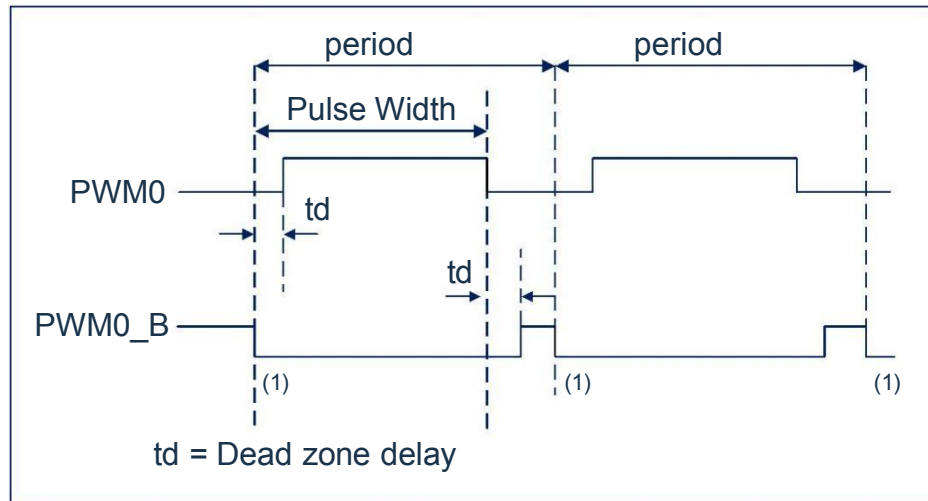 period period
Pulse Width
PWM0
td
td
PWM0_B
(1) (1) (1)
td = Dead zone delay